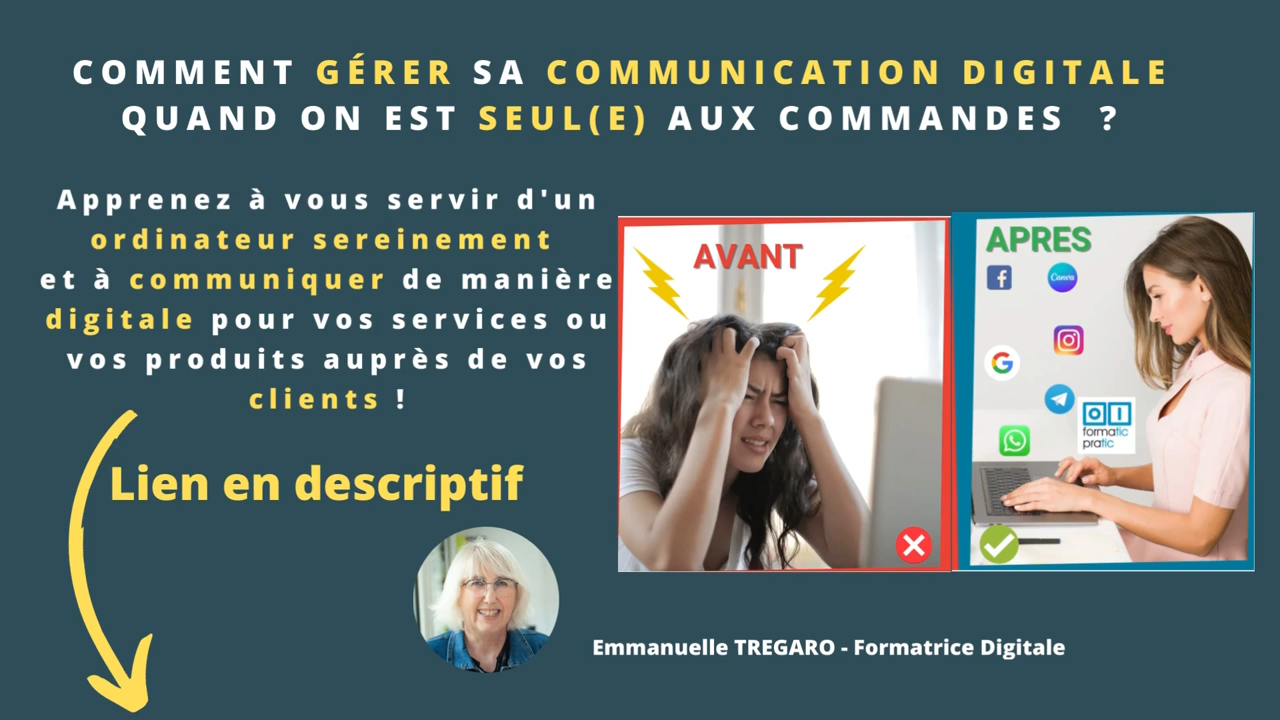 COMMENT GÉRER SA COMMUNICATION DIGITALE
QUAND ON EST SEUL(E) AUX COMMANDES ?
Apprenez à vous servir d'un
ordinateur sereinement
et à communiquer de manière
digitale pour vos services ou
vos produits auprès de vos
clients !
Lien en descriptif
AVANT
APRES
Canva
formatic
pratic
Emmanuelle TREGARO - Formatrice Digitale